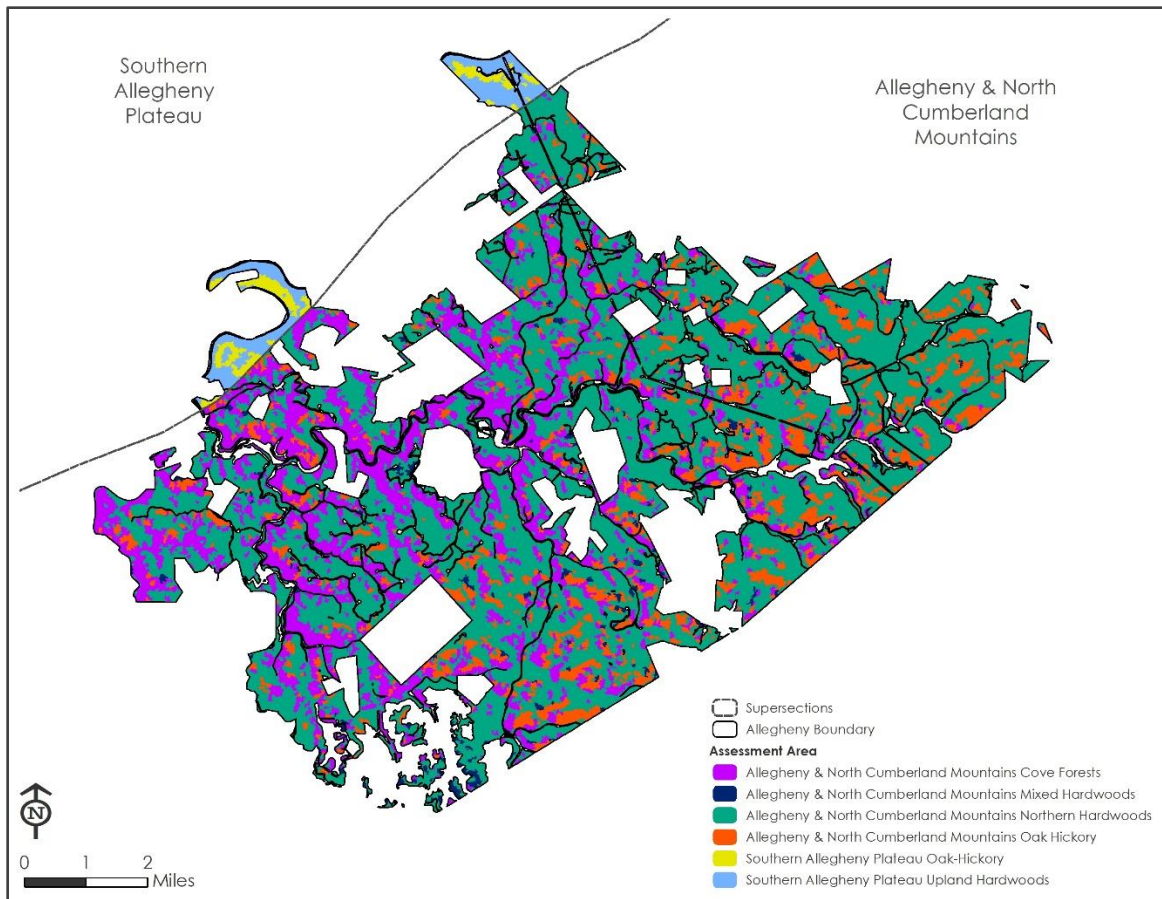 Southern
Allegheny
Plateau
Allegheny & North
Cumberland
Mountains
Supersections
Allegheny Boundary
Assessment Area
Allegheny & North Cumberland Mountains Cove Forests
Allegheny & North Cumberland Mountains Mixed Hardwoods
Allegheny & North Cumberland Mountains Northern Hardwoods
Allegheny & North Cumberland Mountains Oak Hickory
Southern Allegheny Plateau Oak-Hickory
Southern Allegheny Plateau Upland Hardwoods
N
0 1 2
Miles